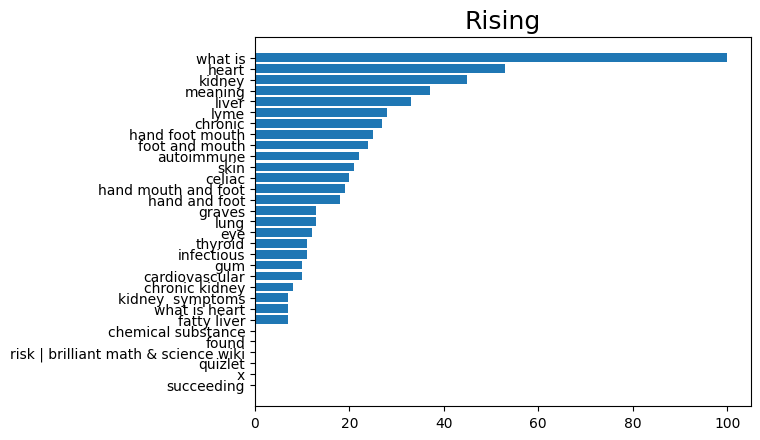 Rising
what is
heart
kidney
meaning
liver
lyme
chronic
hand foot mouth
foot and mouth
autoimmune
skin
celiac
hand mouth and foot
hand and foot
graves
lung
eye
thyroid
infectious
gum
cardiovascular
chronic kidney
kidney  symptoms
what is heart
fatty liver
chemical substance
found
risk | brilliant math & science wiki
quizlet
x
succeeding
0 20 40 60 80 100